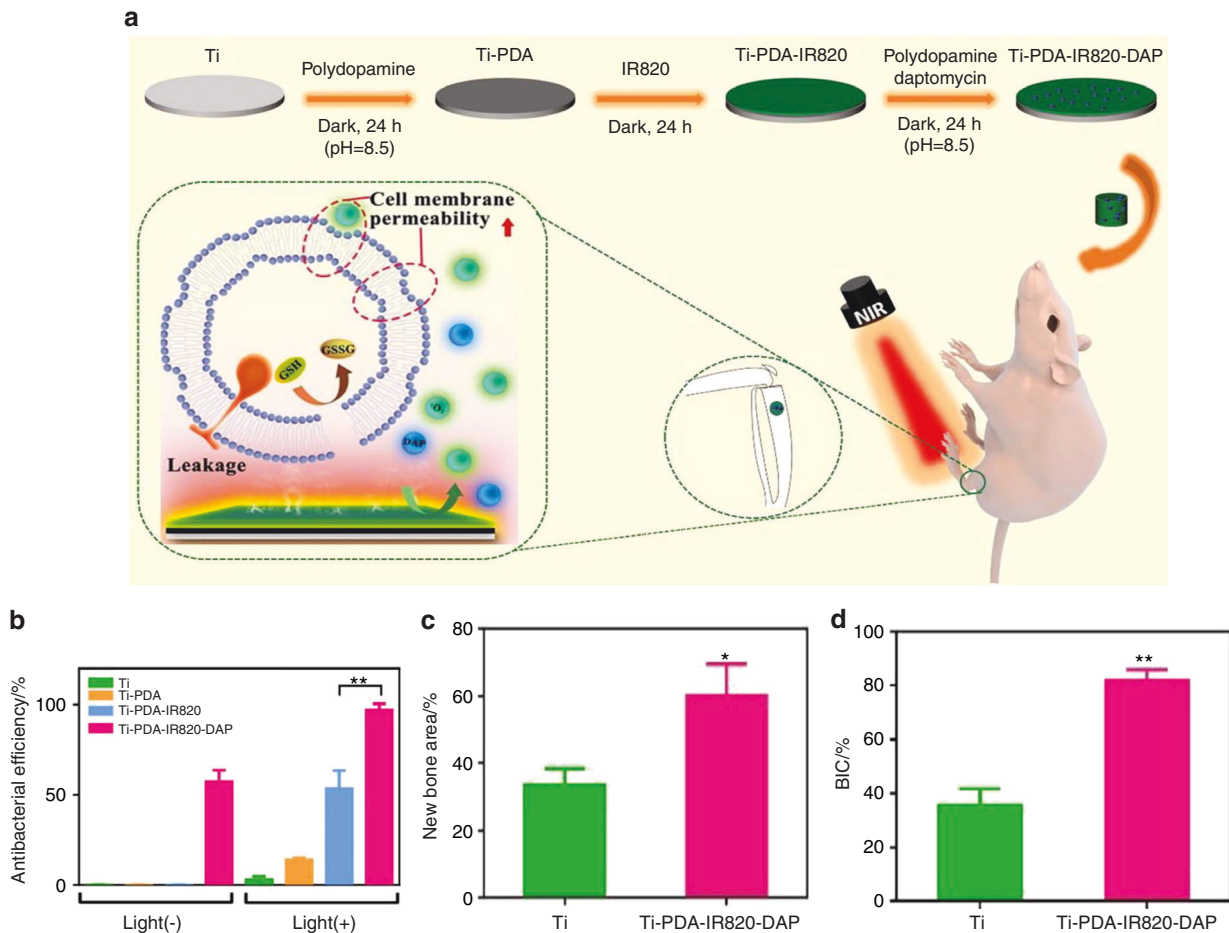 a
Ti
Polydopamine
Dark, 24 h
(pH=8.5)
Ti-PDA
IR820
Dark, 24 h
Ti-PDA-IR820
Polydopamine
daptomycin
Dark, 24 h
(pH=8.5)
Ti-PDA-IR820-DAP
Cell membrane
permeability
GSH
GSSG
¹O₂
DAP
Leakage
NIR
b
Antibacterial efficiency/%
100
50
0
Ti
Ti-PDA
Ti-PDA-IR820
Ti-PDA-IR820-DAP
**
Light(-)
Light(+)
c
New bone area/%
80
60
40
20
0
*
Ti
Ti-PDA-IR820-DAP
d
BIC/%
100
80
60
40
20
0
**
Ti
Ti-PDA-IR820-DAP